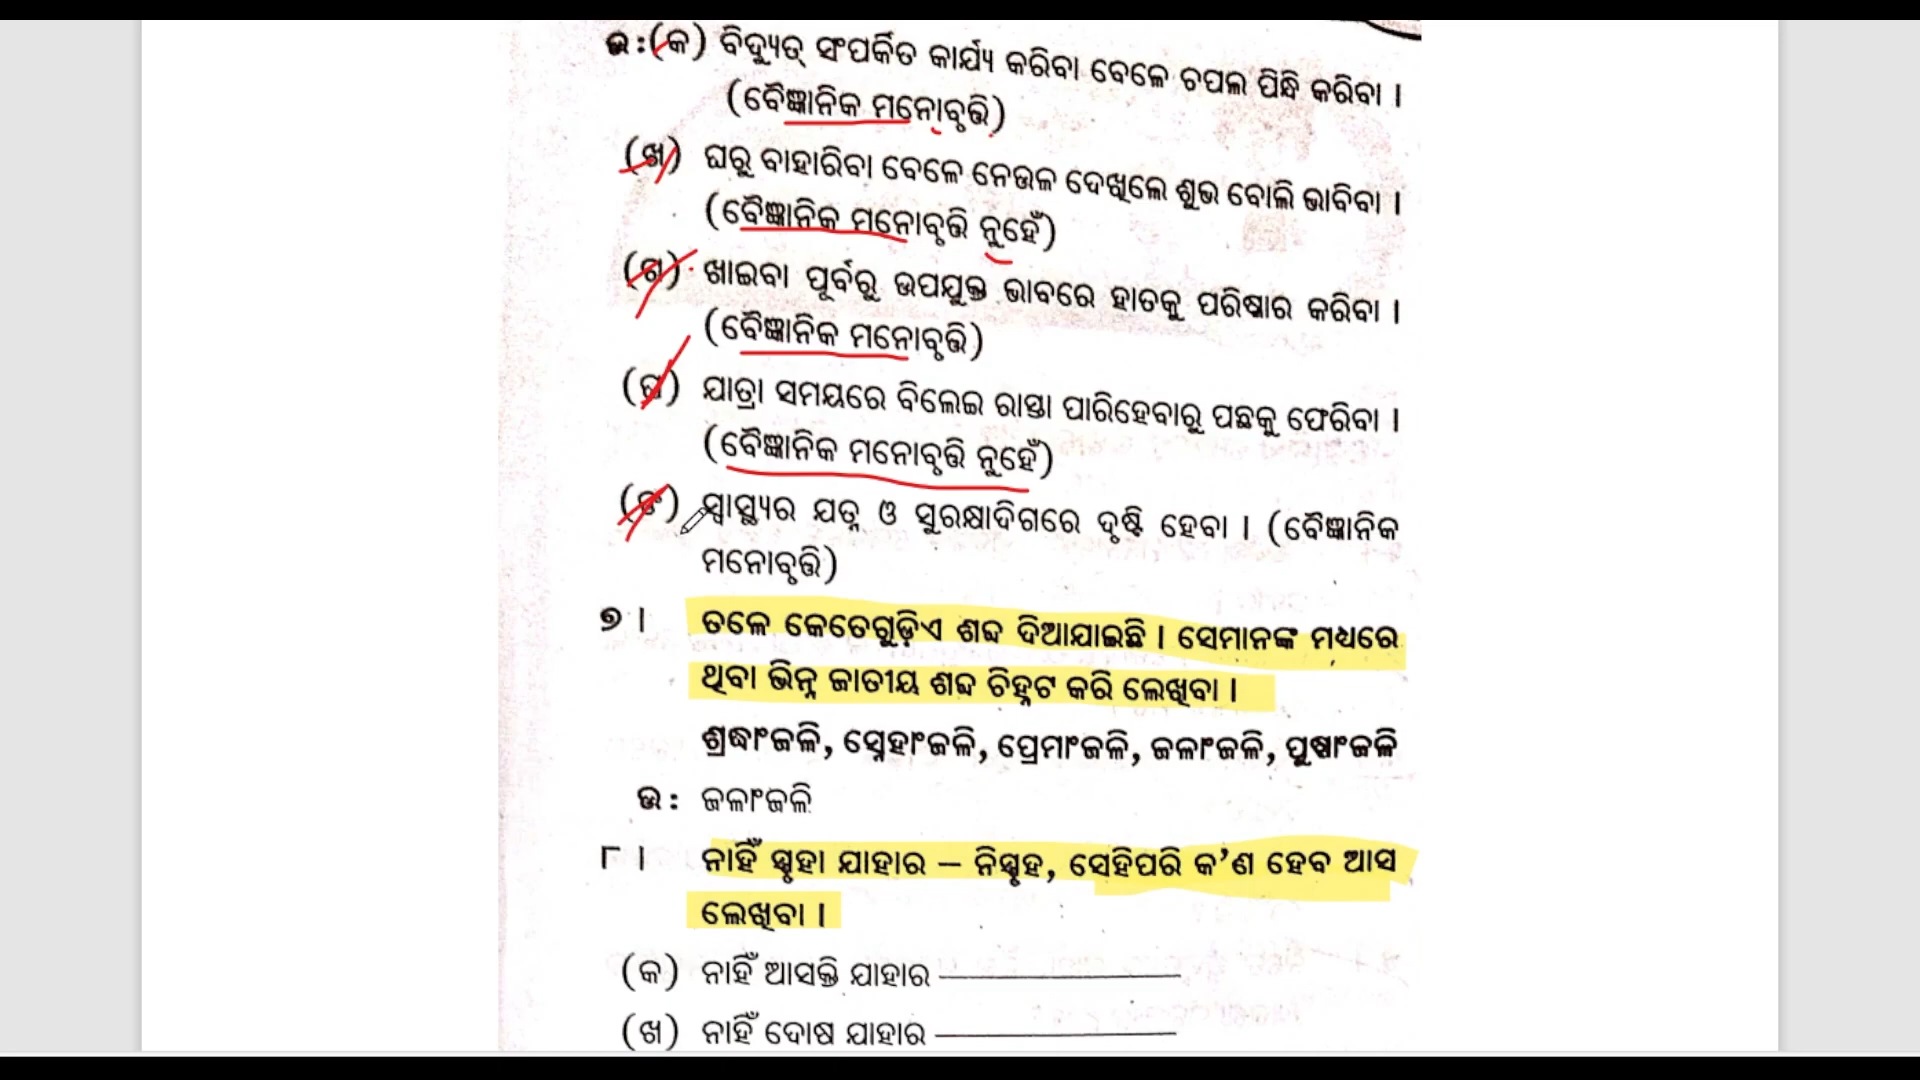 ଉ : (କ) ବିଦ୍ୟୁତ୍ ସଂପର୍କିତ କାର୍ଯ୍ୟ କରିବା ବେଳେ ଚପଲ ପିନ୍ଧି କରିବା ।
(ବୈଜ୍ଞାନିକ ମନୋବୃତ୍ତି)
(ଖ) ଘରୁ ବାହାରିବା ବେଳେ ନେଉଳ ଦେଖିଲେ ଶୁଭ ବୋଲି ଭାବିବା ।
(ବୈଜ୍ଞାନିକ ମନୋବୃତ୍ତି ନୁହେଁ)
(ଗ) ଖାଇବା ପୂର୍ବରୁ ଉପଯୁକ୍ତ ଭାବରେ ହାତକୁ ପରିଷ୍କାର କରିବା ।
(ବୈଜ୍ଞାନିକ ମନୋବୃତ୍ତି)
(ଘ) ଯାତ୍ରା ସମୟରେ ବିଲେଇ ରାସ୍ତା ପାରିହେବାରୁ ପଛକୁ ଫେରିବା ।
(ବୈଜ୍ଞାନିକ ମନୋବୃତ୍ତି ନୁହେଁ)
(ଙ) ସ୍ୱାସ୍ଥ୍ୟର ଯତ୍ନ ଓ ସୁରକ୍ଷାଦିଗରେ ଦୃଷ୍ଟି ହେବା । (ବୈଜ୍ଞାନିକ
ମନୋବୃତ୍ତି)
୭ । ତଳେ କେତେଗୁଡ଼ିଏ ଶବ୍ଦ ଦିଆଯାଇଛି । ସେମାନଙ୍କ ମଧ୍ୟରେ
ଥିବା ଭିନ୍ନ ଜାତୀୟ ଶବ୍ଦ ଚିହ୍ନଟ କରି ଲେଖିବା ।
ଶ୍ରଦ୍ଧାଂଜଳି, ସ୍ନେହାଂଜଳି, ପ୍ରେମାଂଜଳି, ଜଳାଂଜଳି, ପୁଷ୍ପାଂଜଳି
ଉ : ଜଳାଂଜଳି
୮ । ନାହିଁ ସ୍ପୃହା ଯାହାର – ନିସ୍ପୃହ, ସେହିପରି କ’ଣ ହେବ ଆସ
ଲେଖିବା ।
(କ) ନାହିଁ ଆସକ୍ତି ଯାହାର
(ଖ) ନାହିଁ ଦୋଷ ଯାହାର